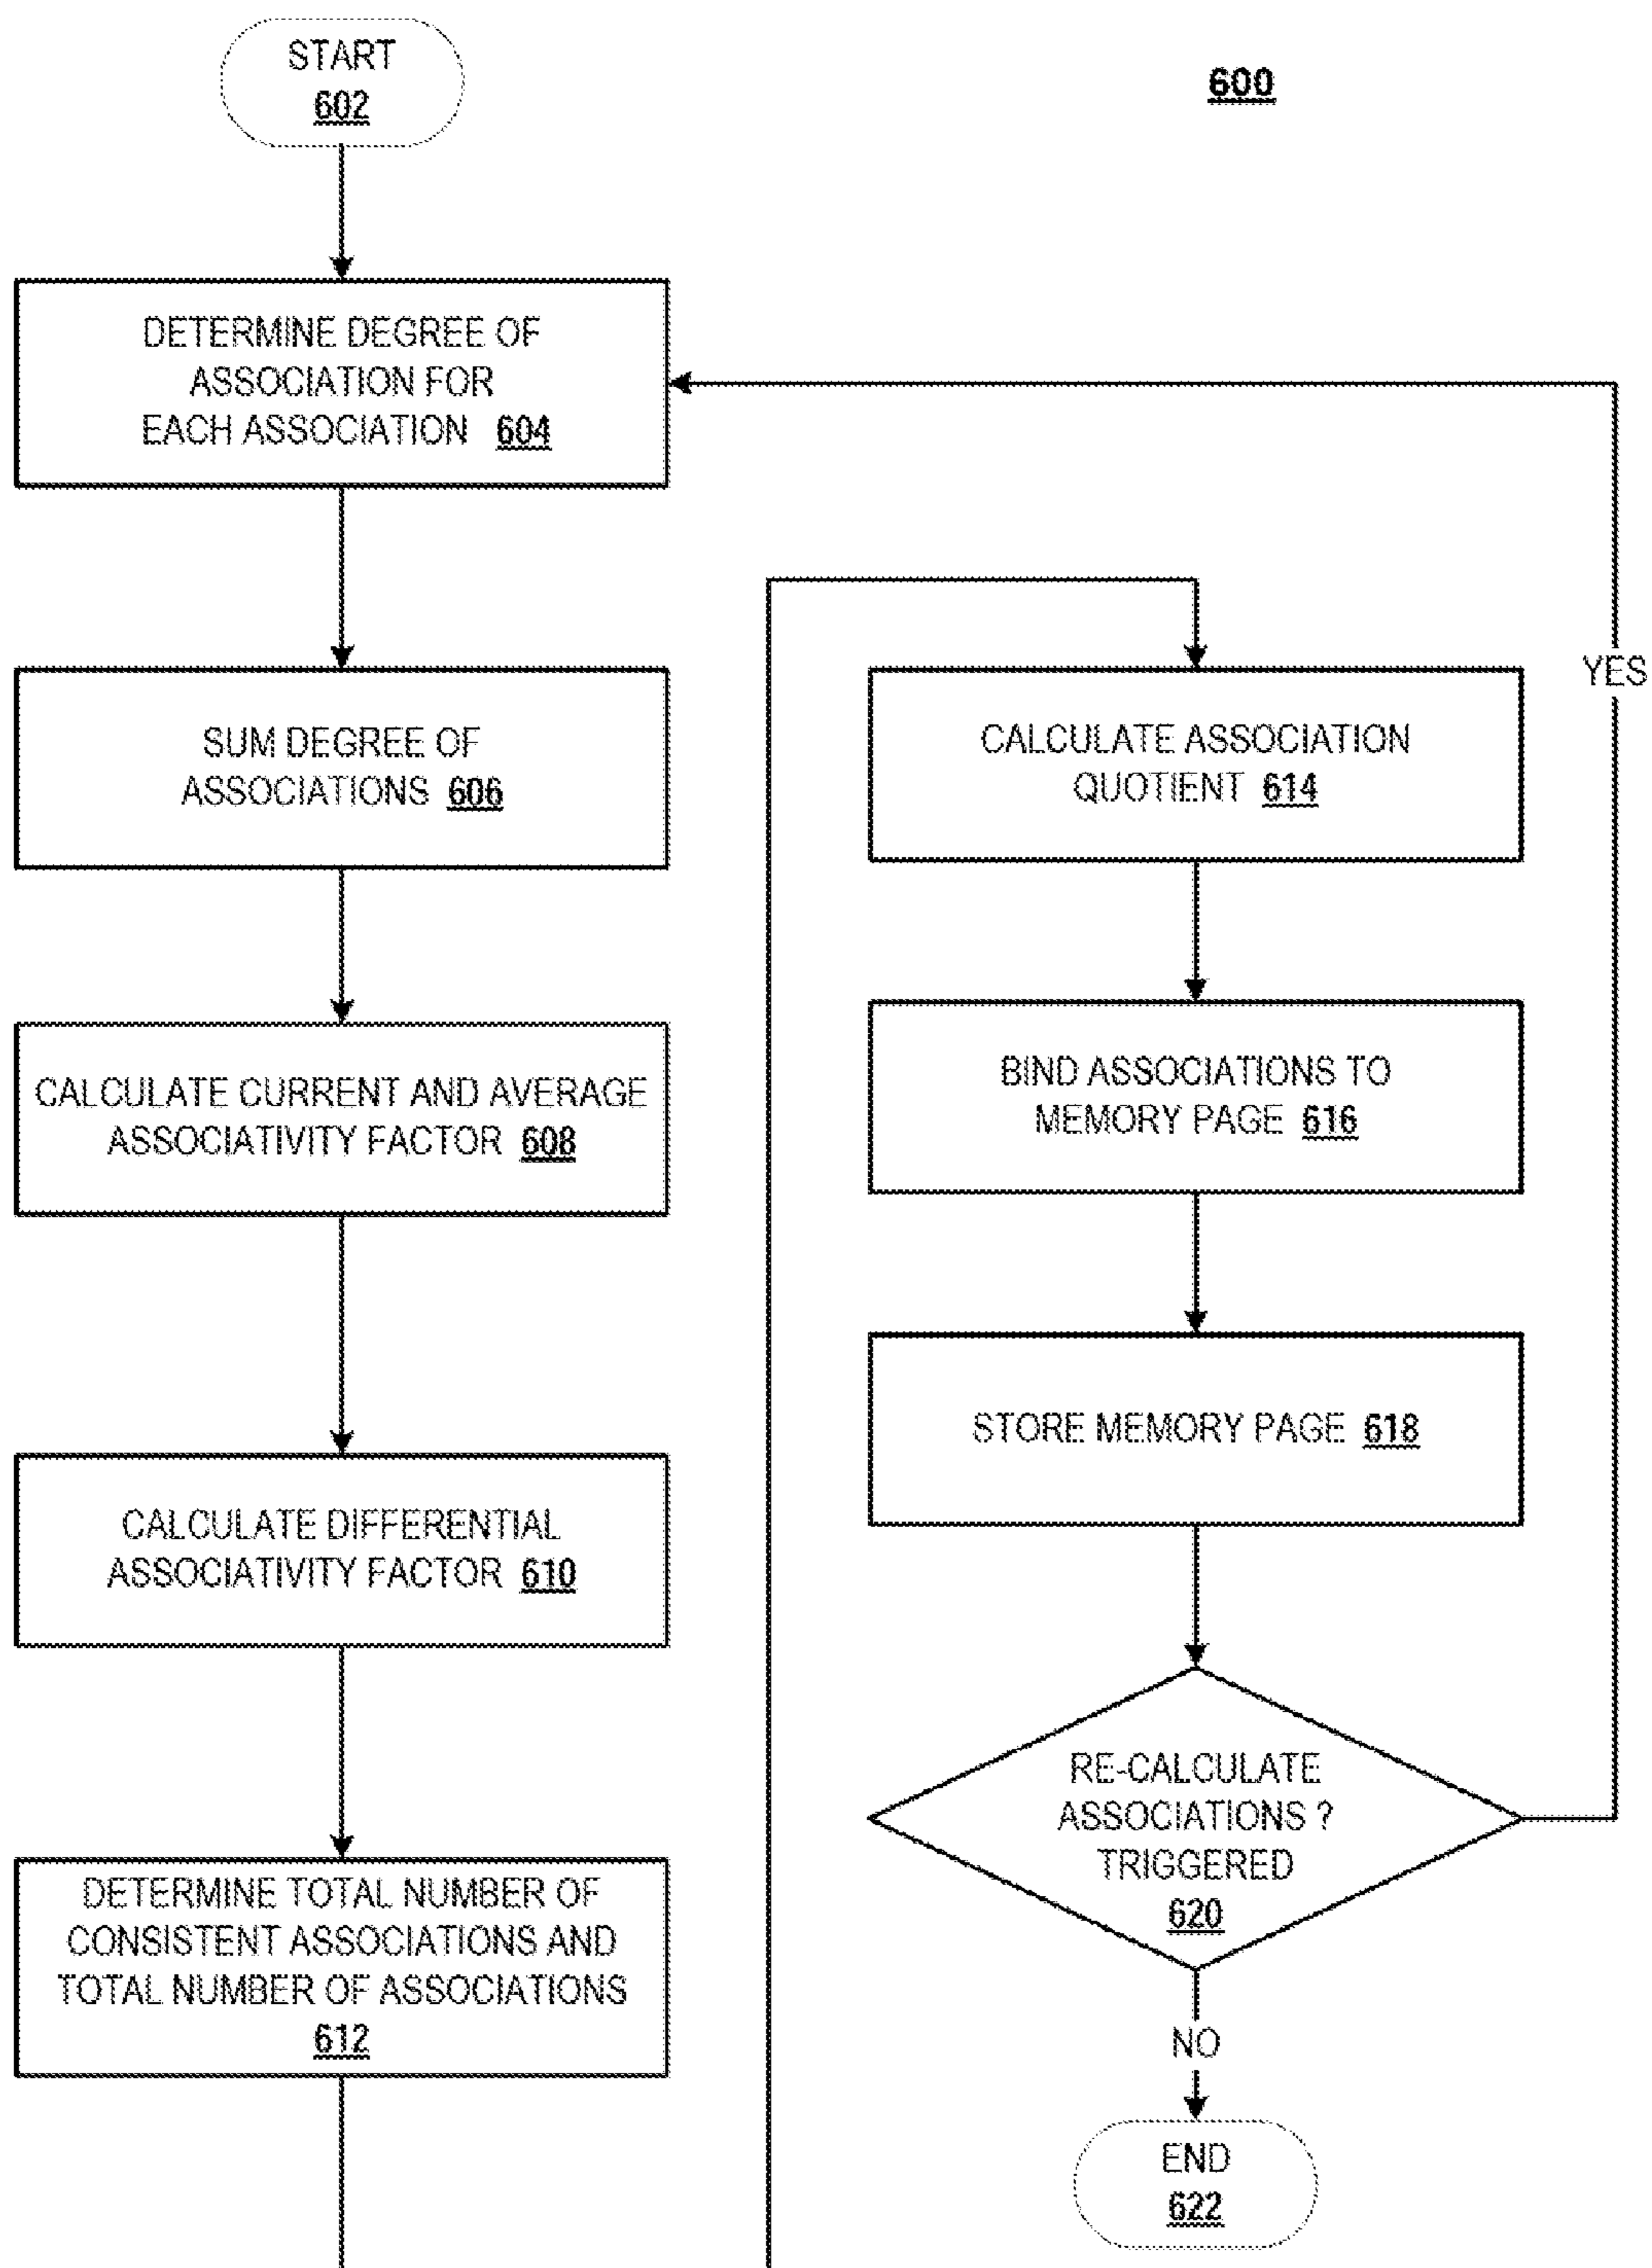 START
602
600
DETERMINE DEGREE OF
ASSOCIATION FOR
EACH ASSOCIATION 604
SUM DEGREE OF
ASSOCIATIONS 606
CALCULATE CURRENT AND AVERAGE
ASSOCIATIVITY FACTOR 608
CALCULATE DIFFERENTIAL
ASSOCIATIVITY FACTOR 610
DETERMINE TOTAL NUMBER OF
CONSISTENT ASSOCIATIONS AND
TOTAL NUMBER OF ASSOCIATIONS
612
CALCULATE ASSOCIATION
QUOTIENT 614
BIND ASSOCIATIONS TO
MEMORY PAGE 616
STORE MEMORY PAGE 618
RE-CALCULATE
ASSOCIATIONS ?
TRIGGERED
620
YES
NO
END
622